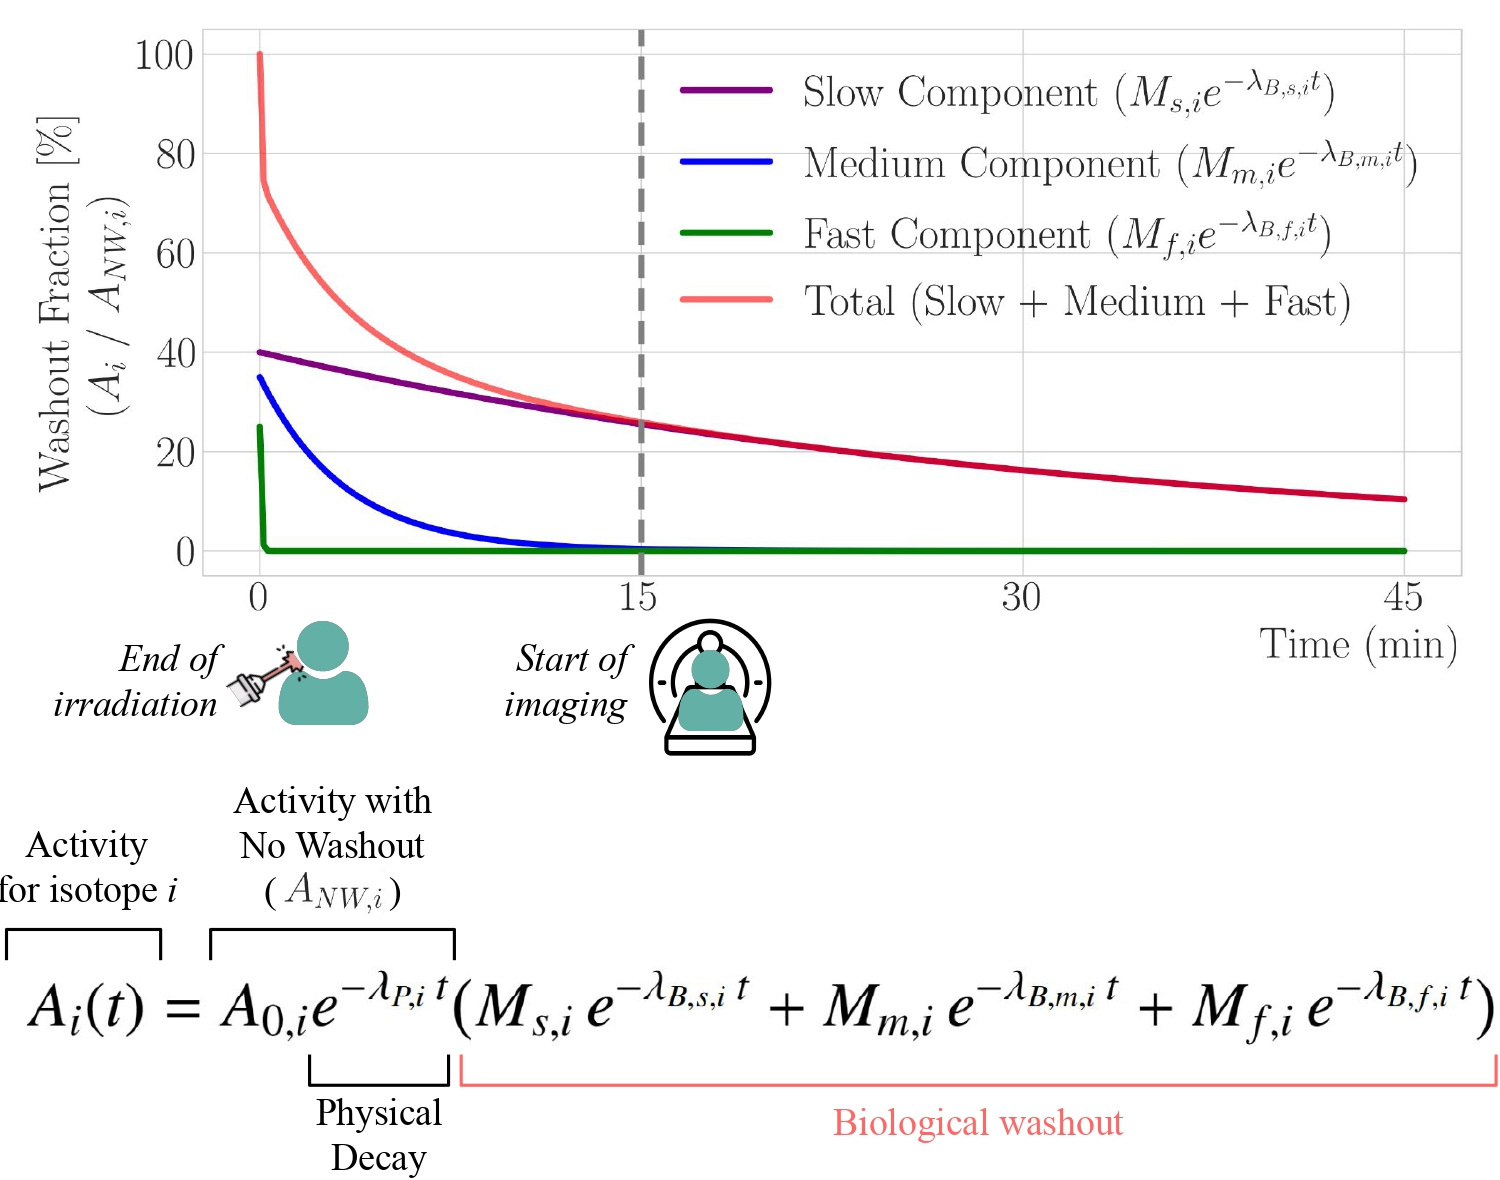 100
80
60
40
20
0
Washout Fraction [%]
(A_i / A_{NW,i})
Slow Component (M_{s,i}e^{-λ_{B,s,i}t})
Medium Component (M_{m,i}e^{-λ_{B,m,i}t})
Fast Component (M_{f,i}e^{-λ_{B,f,i}t})
Total (Slow + Medium + Fast)
0
15
30
45
Time (min)
End of
irradiation
Start of
imaging
Activity
for isotope i
Activity with
No Washout
( A_{NW,i} )
A_i(t) = A_{0,i}e^{-λ_{P,i} t}(M_{s,i} e^{-λ_{B,s,i} t} + M_{m,i} e^{-λ_{B,m,i} t} + M_{f,i} e^{-λ_{B,f,i} t})
Physical
Decay
Biological washout